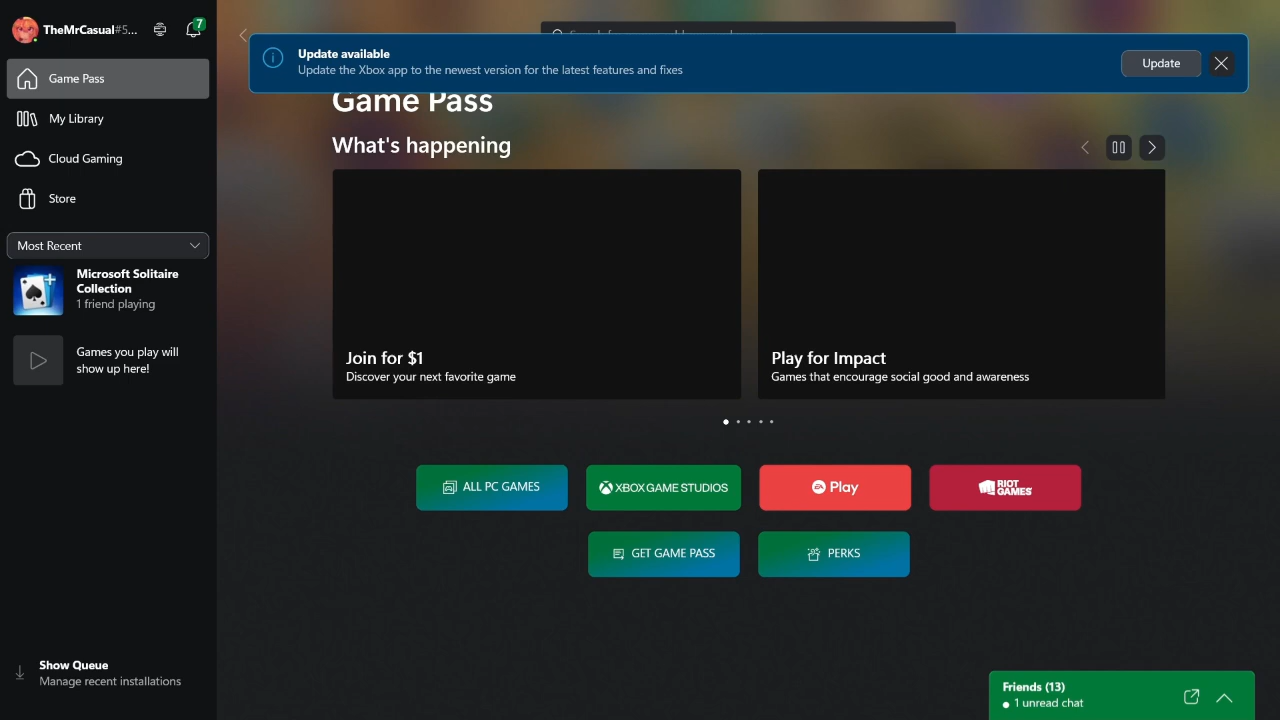 TheMrCasual#5...
7
Game Pass
My Library
Cloud Gaming
Store
Most Recent
Microsoft Solitaire
Collection
1 friend playing
Games you play will
show up here!
Show Queue
Manage recent installations
Update available
Update the Xbox app to the newest version for the latest features and fixes
Update
Game Pass
What's happening
Join for $1
Discover your next favorite game
Play for Impact
Games that encourage social good and awareness
ALL PC GAMES
XBOX GAME STUDIOS
EA Play
RIOT
GAMES
GET GAME PASS
PERKS
Friends (13)
1 unread chat